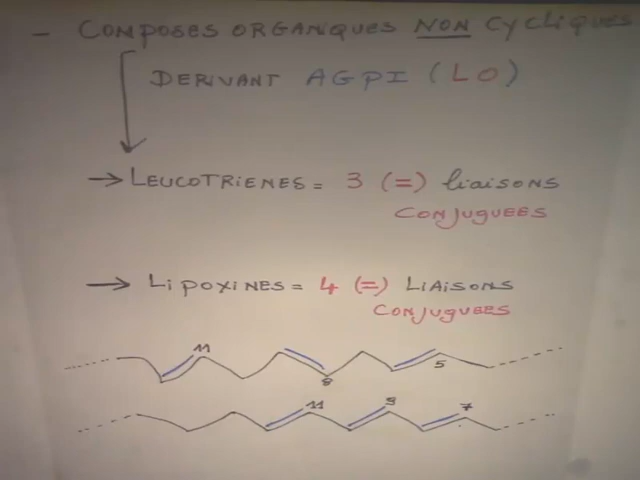 - COMPOSES ORGANIQUES NON CYCLIQUES
DERIVANT AGPI (LO)
→ LEUCOTRIENES = 3 (=) liaisons
CONJUGUEES
→ LiPOXINES = 4 (=) LIAISONS
CONJUGUEES
11 8 5
11 9 7